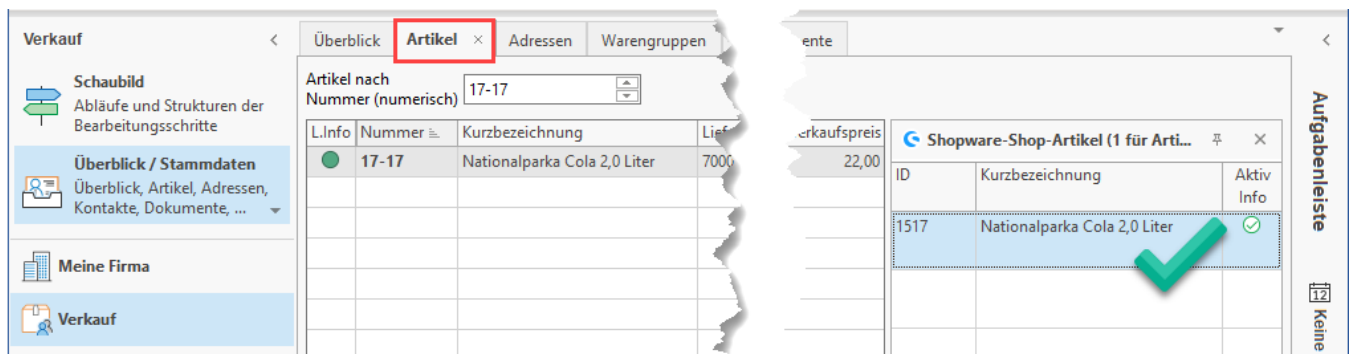 Verkauf
Überblick Artikel Adressen Warengruppen ente
Schaubild
Abläufe und Strukturen der
Bearbeitungsschritte
Überblick / Stammdaten
Überblick, Artikel, Adressen,
Kontakte, Dokumente, ...
Meine Firma
Verkauf
Artikel nach
Nummer (numerisch) 17-17
L.Info Nummer Kurzbezeichnung Lief erkaufspreis
17-17 Nationalparka Cola 2,0 Liter 7000 22,00
Shopware-Shop-Artikel (1 für Arti...
ID Kurzbezeichnung Aktiv
Info
1517 Nationalparka Cola 2,0 Liter
Aufgabenleiste
12 Keine